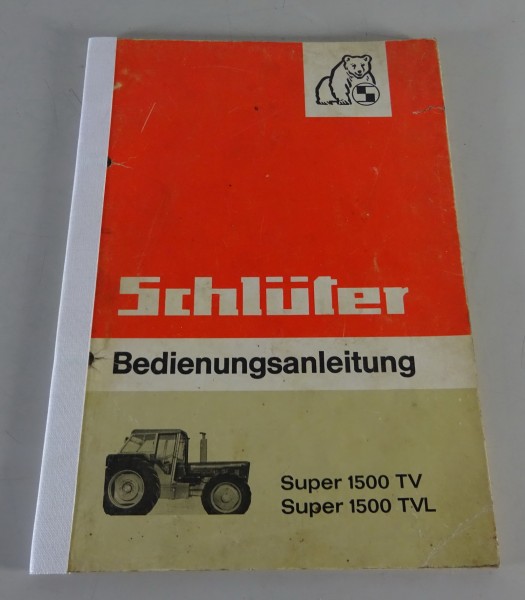 Schlüter
Bedienungsanleitung
Super 1500 TV
Super 1500 TVL